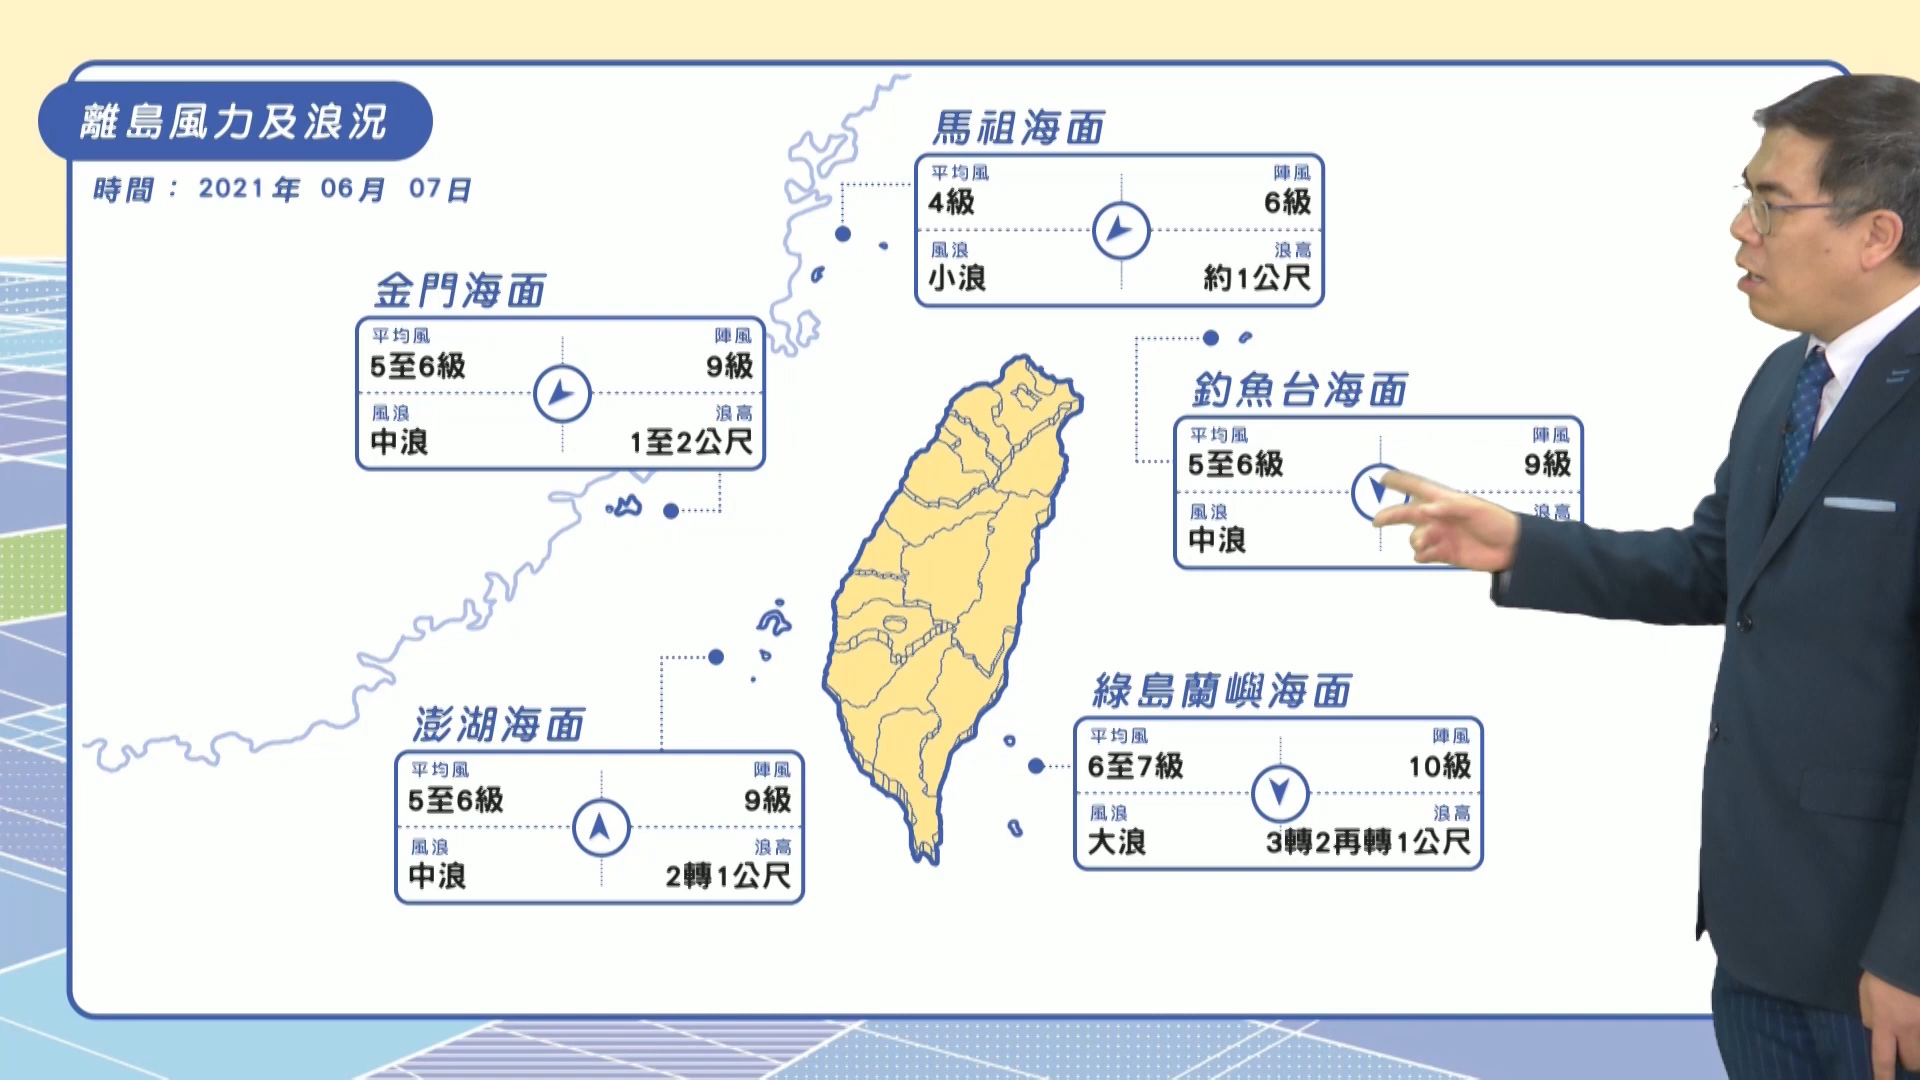 離島風力及浪況
時間： 2021年 06月 07日
馬祖海面
平均風 陣風
4級 6級
風浪 浪高
小浪 約1公尺
金門海面
平均風 陣風
5至6級 9級
風浪 浪高
中浪 1至2公尺
釣魚台海面
平均風 陣風
5至6級 9級
風浪 浪高
中浪
澎湖海面
平均風 陣風
5至6級 9級
風浪 浪高
中浪 2轉1公尺
綠島蘭嶼海面
平均風 陣風
6至7級 10級
風浪 浪高
大浪 3轉2再轉1公尺